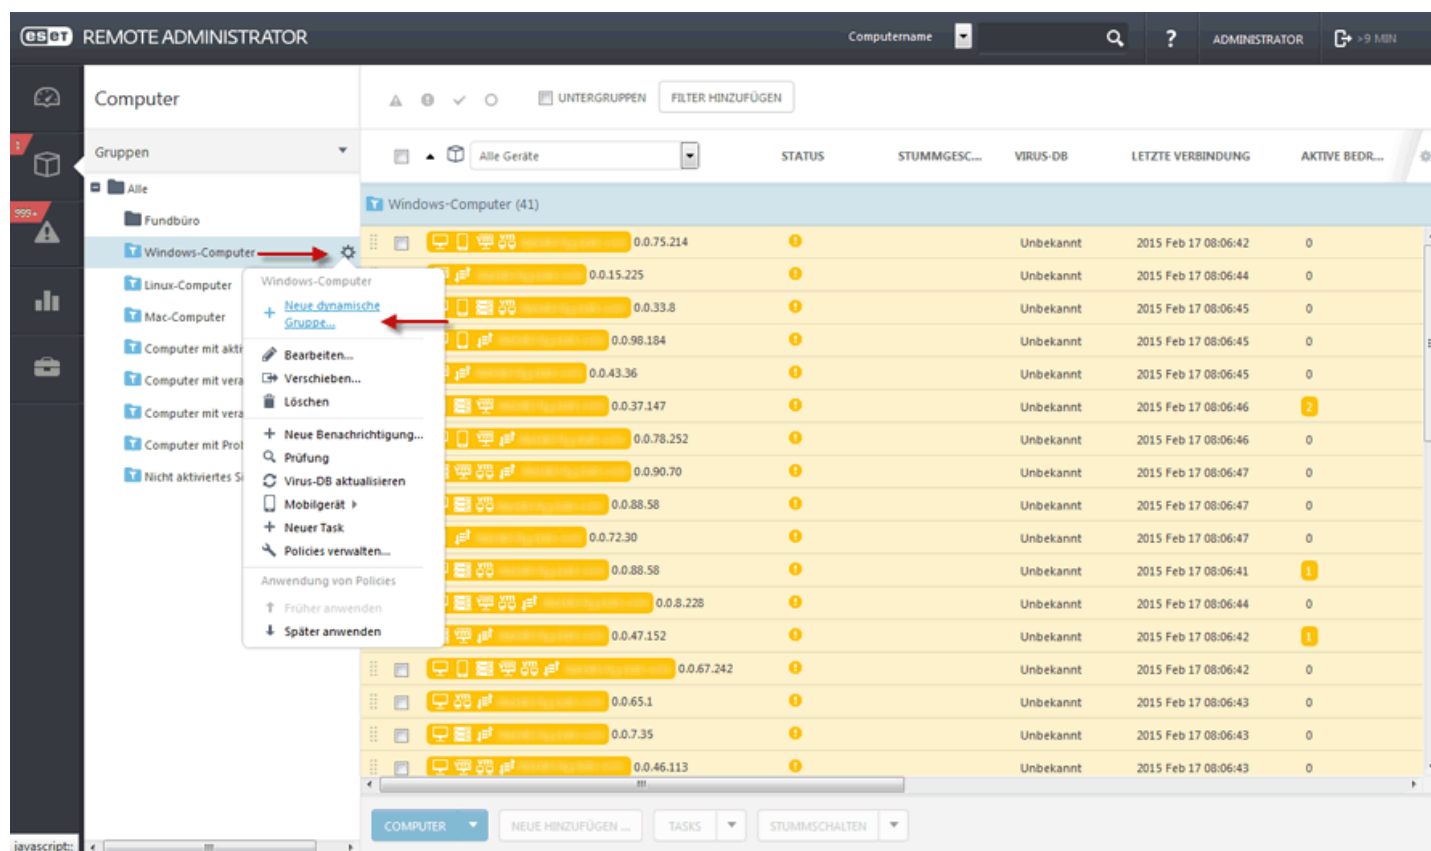 eset REMOTE ADMINISTRATOR
Computername
?
ADMINISTRATOR
>9 MIN
Computer
UNTERGRUPPEN
FILTER HINZUFÜGEN
Gruppen
Alle Geräte
STATUS
STUMMGESC...
VIRUS-DB
LETZTE VERBINDUNG
AKTIVE BEDR...
999+
Alle
Fundbüro
Windows-Computer
Linux-Computer
Mac-Computer
Computer mit akti
Computer mit vera
Computer mit vera
Computer mit Prot
Nicht aktiviertes Si
Windows-Computer
Neue dynamische
Gruppe...
Bearbeiten...
Verschieben...
Löschen
Neue Benachrichtigung...
Prüfung
Virus-DB aktualisieren
Mobilgerät
Neuer Task
Policies verwalten...
Anwendung von Policies
Früher anwenden
Später anwenden
Windows-Computer (41)
0.0.75.214 Unbekannt 2015 Feb 17 08:06:42 0
0.0.15.225 Unbekannt 2015 Feb 17 08:06:44 0
0.0.33.8 Unbekannt 2015 Feb 17 08:06:45 0
0.0.98.184 Unbekannt 2015 Feb 17 08:06:45 0
0.0.43.36 Unbekannt 2015 Feb 17 08:06:45 0
0.0.37.147 Unbekannt 2015 Feb 17 08:06:46 2
0.0.78.252 Unbekannt 2015 Feb 17 08:06:46 0
0.0.90.70 Unbekannt 2015 Feb 17 08:06:47 0
0.0.88.58 Unbekannt 2015 Feb 17 08:06:47 0
0.0.72.30 Unbekannt 2015 Feb 17 08:06:47 0
0.0.88.58 Unbekannt 2015 Feb 17 08:06:41 1
0.0.8.228 Unbekannt 2015 Feb 17 08:06:44 0
0.0.47.152 Unbekannt 2015 Feb 17 08:06:42 1
0.0.67.242 Unbekannt 2015 Feb 17 08:06:42 0
0.0.65.1 Unbekannt 2015 Feb 17 08:06:43 0
0.0.7.35 Unbekannt 2015 Feb 17 08:06:43 0
0.0.46.113 Unbekannt 2015 Feb 17 08:06:43 0
COMPUTER
NEUE HINZUFÜGEN ...
TASKS
STUMMSCHALTEN
javascript:;